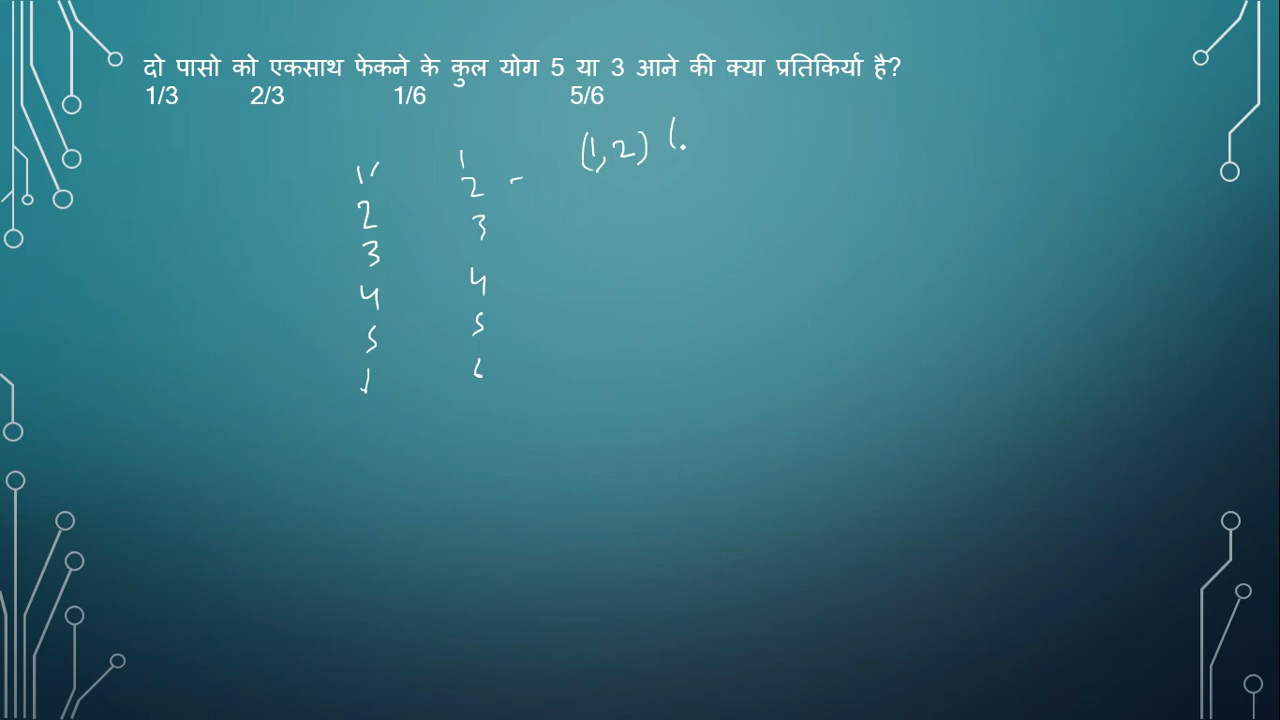 दो पासो को एकसाथ फेकने के कुल योग 5 या 3 आने की क्या प्रतिकिर्या है?
1/3 2/3 1/6 5/6
(1,2) (
1 1
2 2 -
3 3
4 4
5 5
6